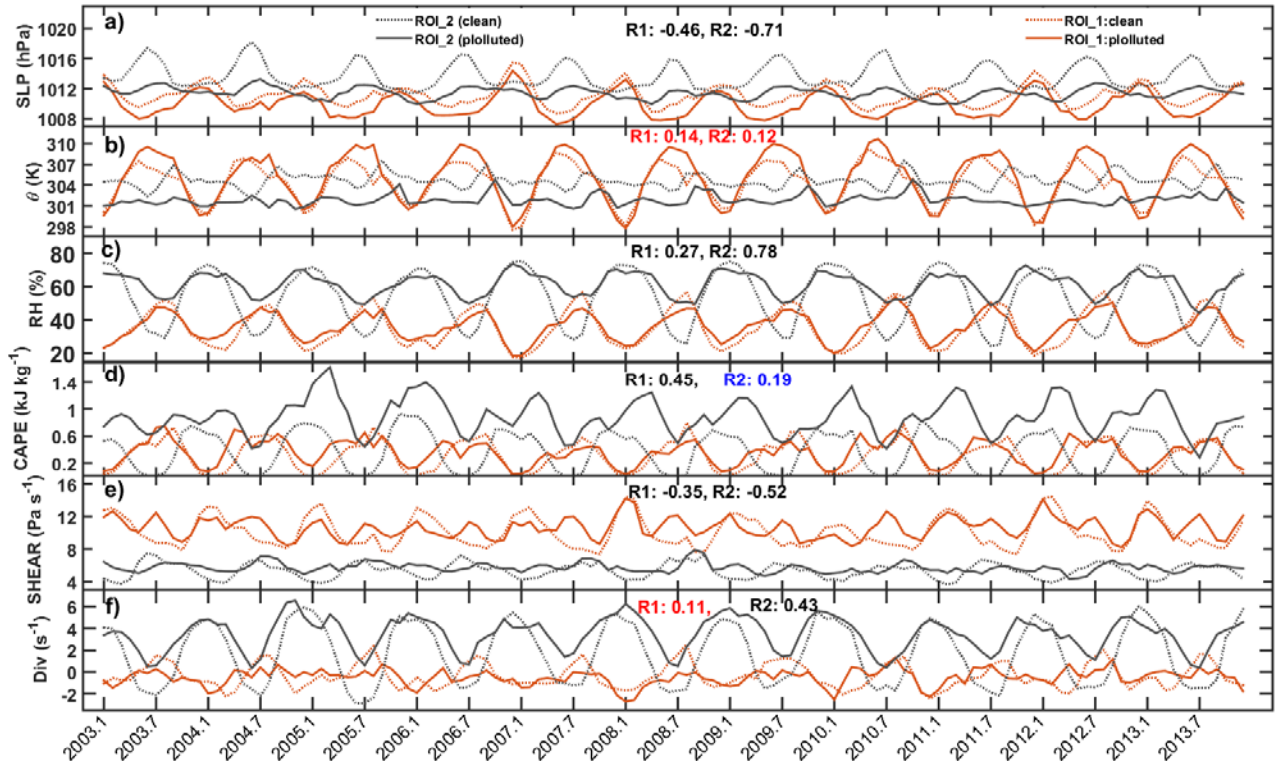 a)
ROI_2 (clean)
ROI_2 (plolluted)
R1: -0.46, R2: -0.71
ROI_1:clean
ROI_1:plolluted
SLP (hPa)
1020
1016
1012
1008
b)
R1: 0.14, R2: 0.12
θ (K)
310
307
304
301
298
c)
R1: 0.27, R2: 0.78
RH (%)
80
60
40
20
d)
R1: 0.45, R2: 0.19
CAPE (kJ kg⁻¹)
1.4
1
0.6
0.2
e)
R1: -0.35, R2: -0.52
SHEAR (Pa s⁻¹)
16
12
8
4
f)
R1: 0.11, R2: 0.43
Div (s⁻¹)
6
4
2
0
-2
2003.1
2003.7
2004.1
2004.7
2005.1
2005.7
2006.1
2006.7
2007.1
2007.7
2008.1
2008.7
2009.1
2009.7
2010.1
2010.7
2011.1
2011.7
2012.1
2012.7
2013.1
2013.7